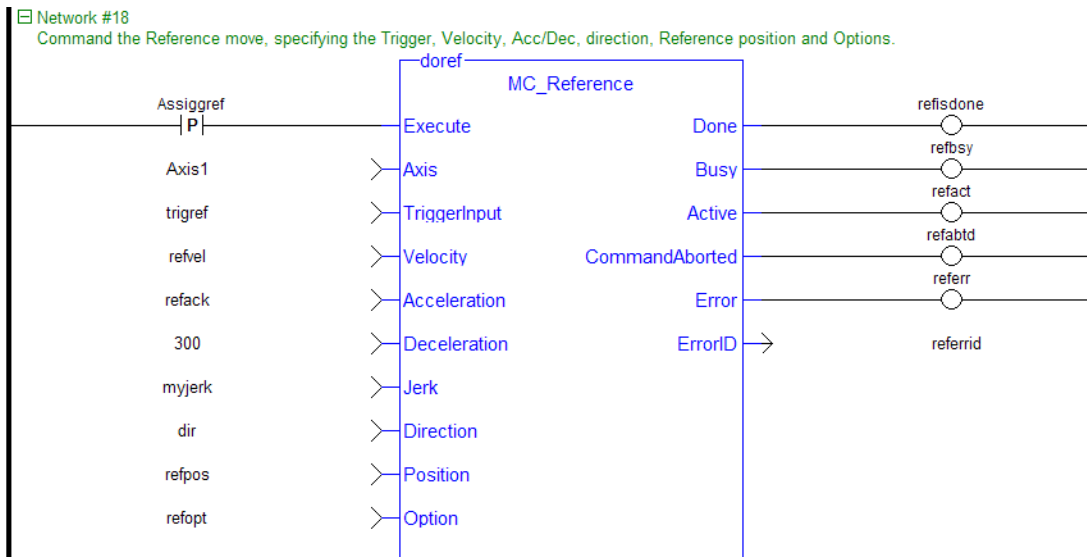 Network #18
Command the Reference move, specifying the Trigger, Velocity, Acc/Dec, direction, Reference position and Options.
doref
MC_Reference
Assiggref
P
Execute
Done
refisdone
Axis1
Axis
Busy
refbsy
trigref
TriggerInput
Active
refact
refvel
Velocity
CommandAborted
refabtd
refack
Acceleration
Error
referr
300
Deceleration
ErrorID
referrid
myjerk
Jerk
dir
Direction
refpos
Position
refopt
Option